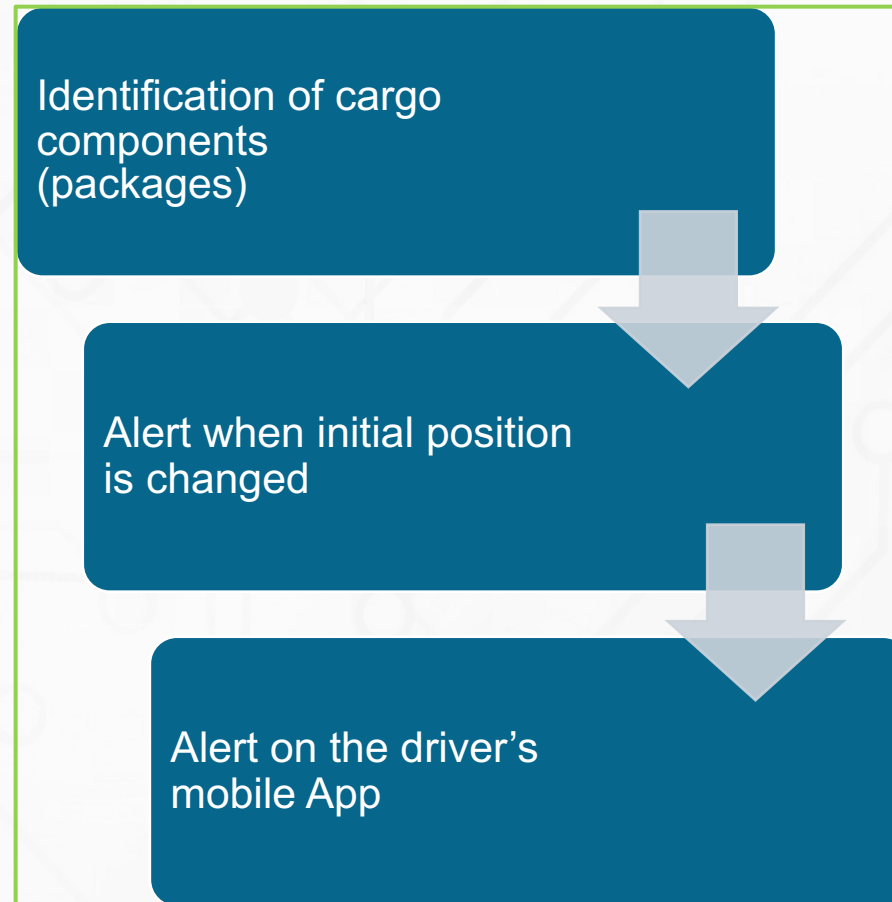 Identification of cargo
components
(packages)
Alert when initial position
is changed
Alert on the driver’s
mobile App